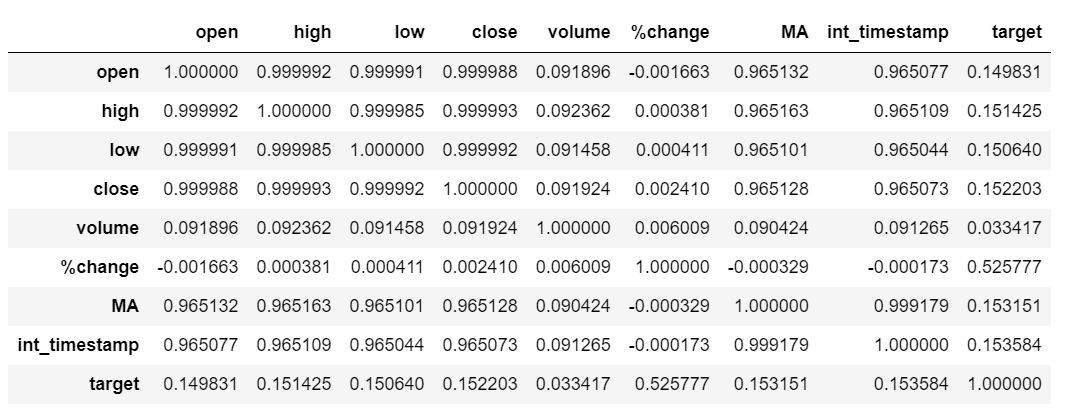 open high low close volume %change MA int_timestamp target
open 1.000000 0.999992 0.999991 0.999988 0.091896 -0.001663 0.965132 0.965077 0.149831
high 0.999992 1.000000 0.999985 0.999993 0.092362 0.000381 0.965163 0.965109 0.151425
low 0.999991 0.999985 1.000000 0.999992 0.091458 0.000411 0.965101 0.965044 0.150640
close 0.999988 0.999993 0.999992 1.000000 0.091924 0.002410 0.965128 0.965073 0.152203
volume 0.091896 0.092362 0.091458 0.091924 1.000000 0.006009 0.090424 0.091265 0.033417
%change -0.001663 0.000381 0.000411 0.002410 0.006009 1.000000 -0.000329 -0.000173 0.525777
MA 0.965132 0.965163 0.965101 0.965128 0.090424 -0.000329 1.000000 0.999179 0.153151
int_timestamp 0.965077 0.965109 0.965044 0.965073 0.091265 -0.000173 0.999179 1.000000 0.153584
target 0.149831 0.151425 0.150640 0.152203 0.033417 0.525777 0.153151 0.153584 1.000000